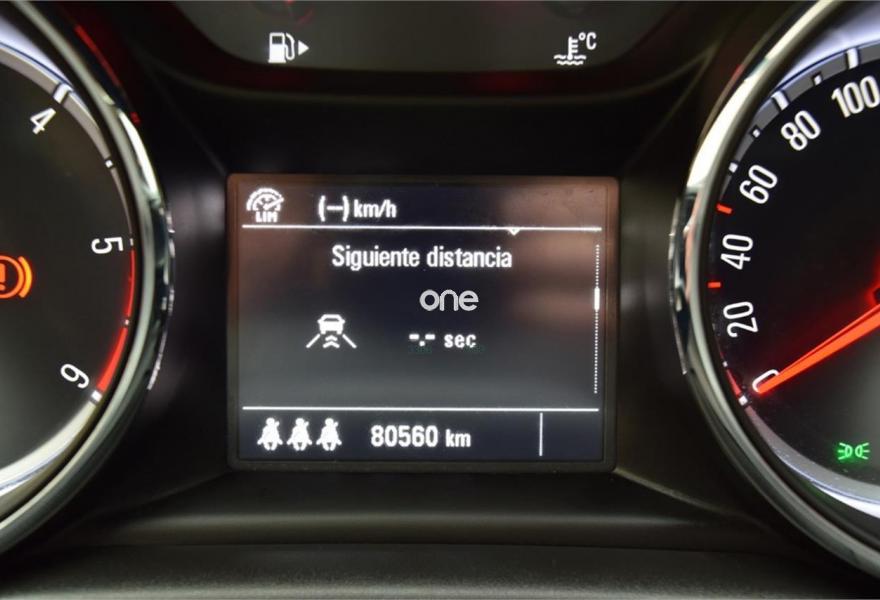 °C
4
5
6
LIM
(--) km/h
Siguiente distancia
one
-.- sec
80560 km
100
80
60
40
20
0